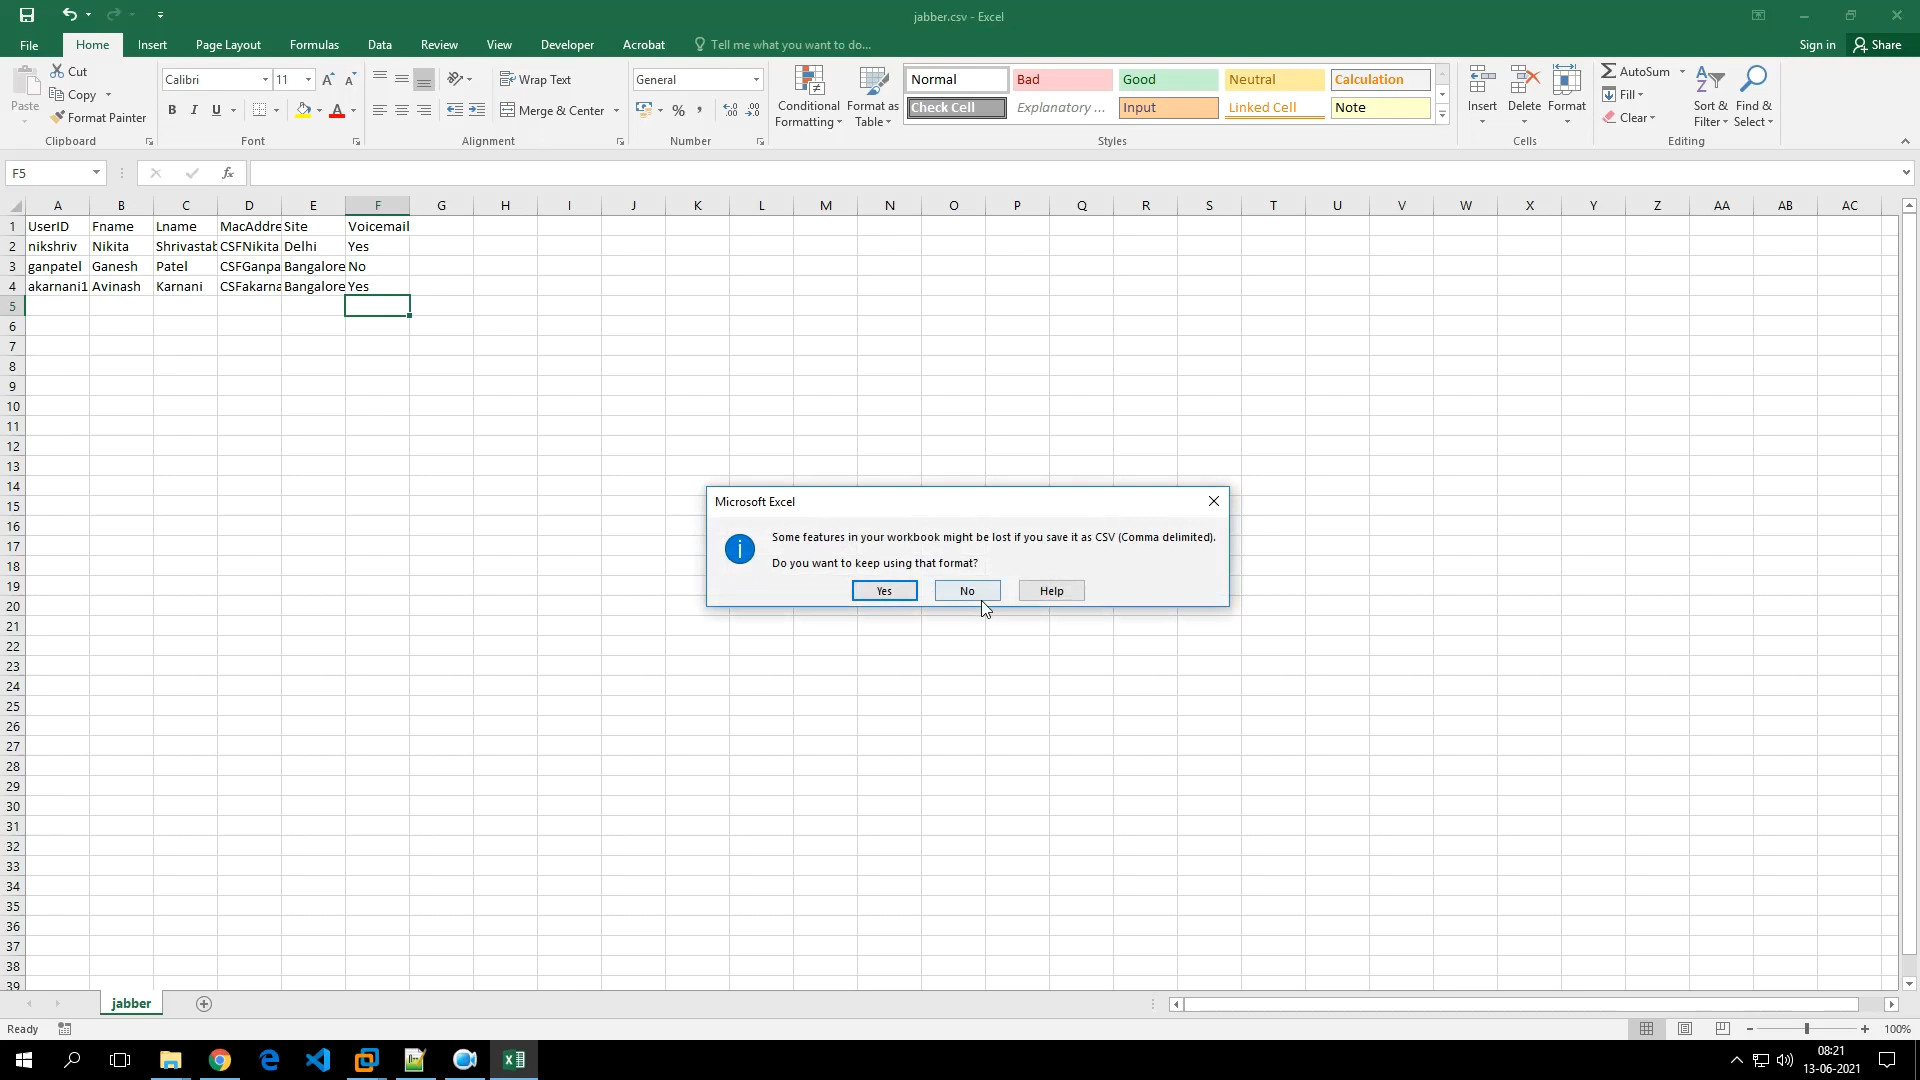 jabber.csv - Excel
File Home Insert Page Layout Formulas Data Review View Developer Acrobat Tell me what you want to do... Sign in Share
Paste
Cut
Copy
Format Painter
Clipboard
Calibri 11
B I U
Font
Wrap Text
Merge & Center
Alignment
General
%
Number
Conditional Formatting
Format as Table
Normal Bad Good Neutral Calculation
Check Cell Explanatory ... Input Linked Cell Note
Styles
Insert Delete Format
Cells
AutoSum
Fill
Clear
Sort & Filter
Find & Select
Editing
F5
fx
A B C D E F G H I J K L M N O P Q R S T U V W X Y Z AA AB AC
1 UserID Fname Lname MacAddre Site Voicemail
2 nikshriv Nikita Shrivastab CSFNikita Delhi Yes
3 ganpatel Ganesh Patel CSFGanpa Bangalore No
4 akarnani1 Avinash Karnani CSFakarna Bangalore Yes
5
6
7
8
9
10
11
12
13
14
15
16
17
18
19
20
21
22
23
24
25
26
27
28
29
30
31
32
33
34
35
36
37
38
39
Microsoft Excel
Some features in your workbook might be lost if you save it as CSV (Comma delimited).
Do you want to keep using that format?
Yes No Help
jabber
Ready
100%
08:21
13-06-2021